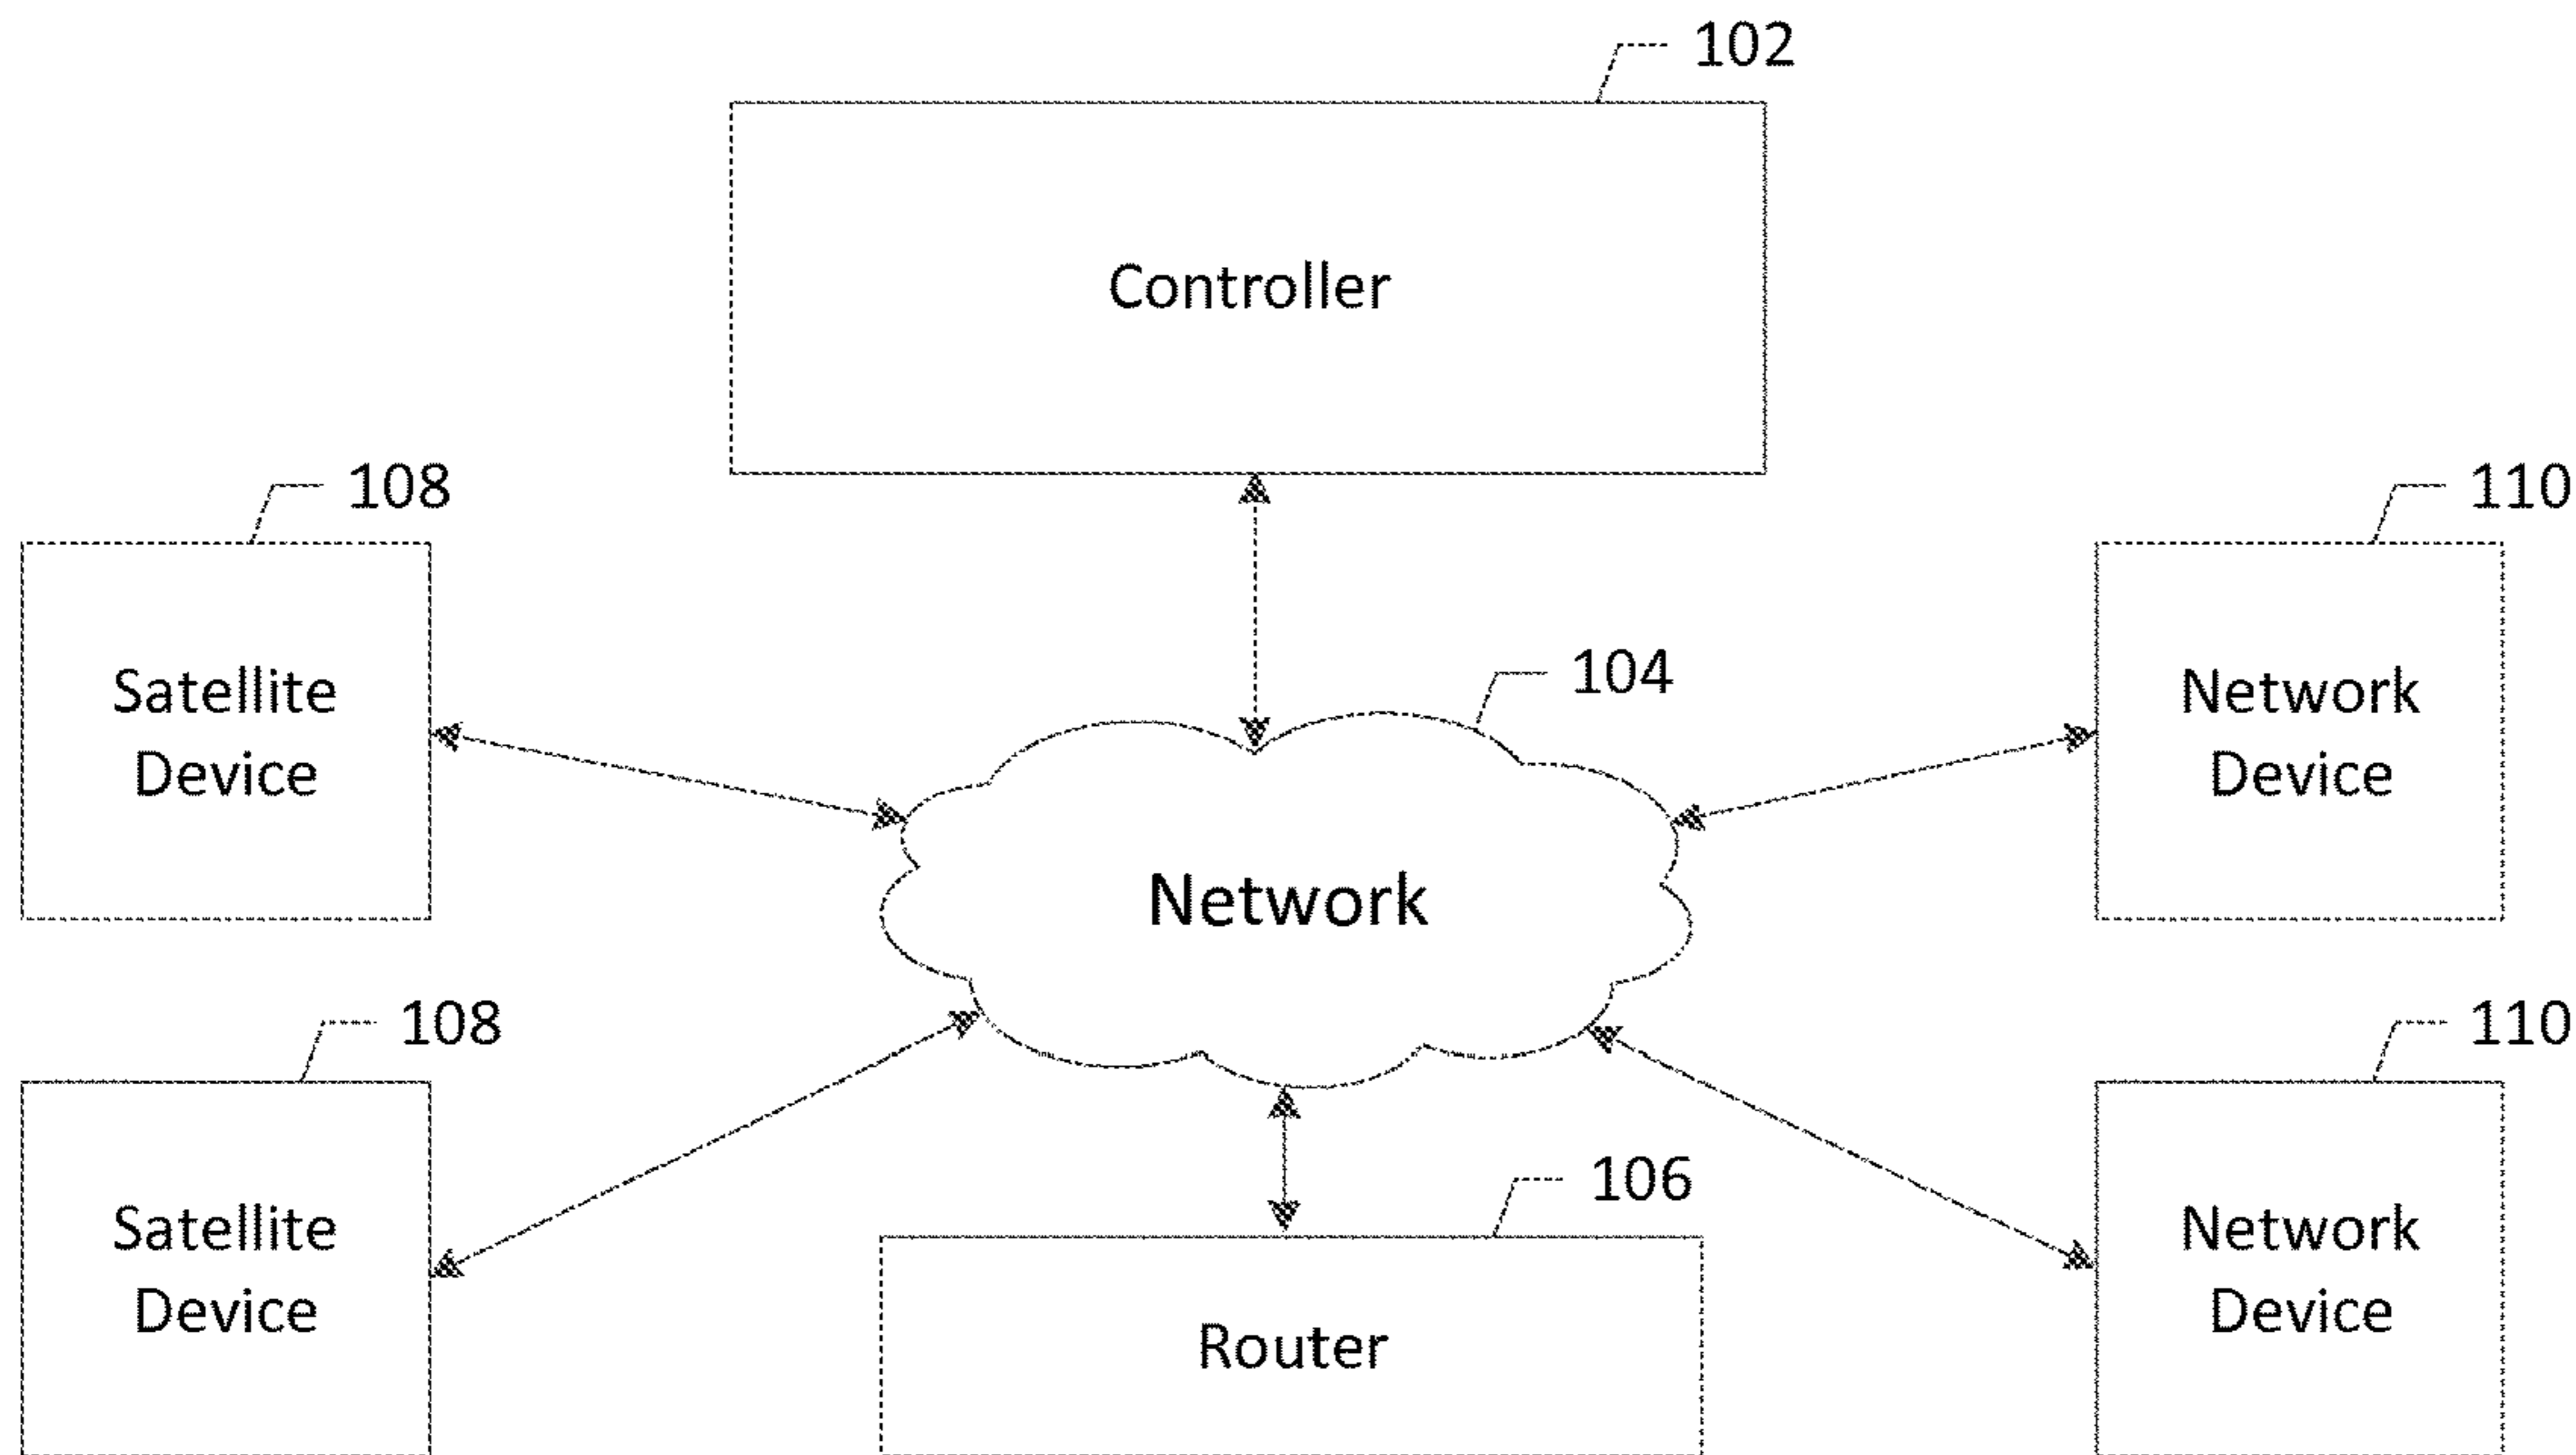 102
Controller
108
110
Satellite
Device
104
Network
Device
Network
108
110
Satellite
Device
106
Network
Device
Router